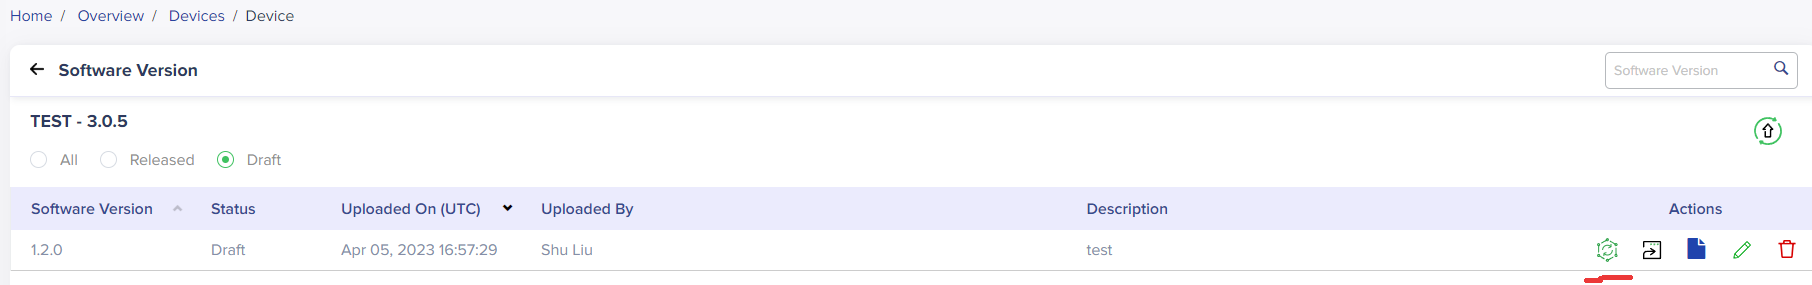 Home / Overview / Devices / Device
Software Version
Software Version
TEST - 3.0.5
All Released Draft
Software Version Status Uploaded On (UTC) Uploaded By Description Actions
1.2.0 Draft Apr 05, 2023 16:57:29 Shu Liu test